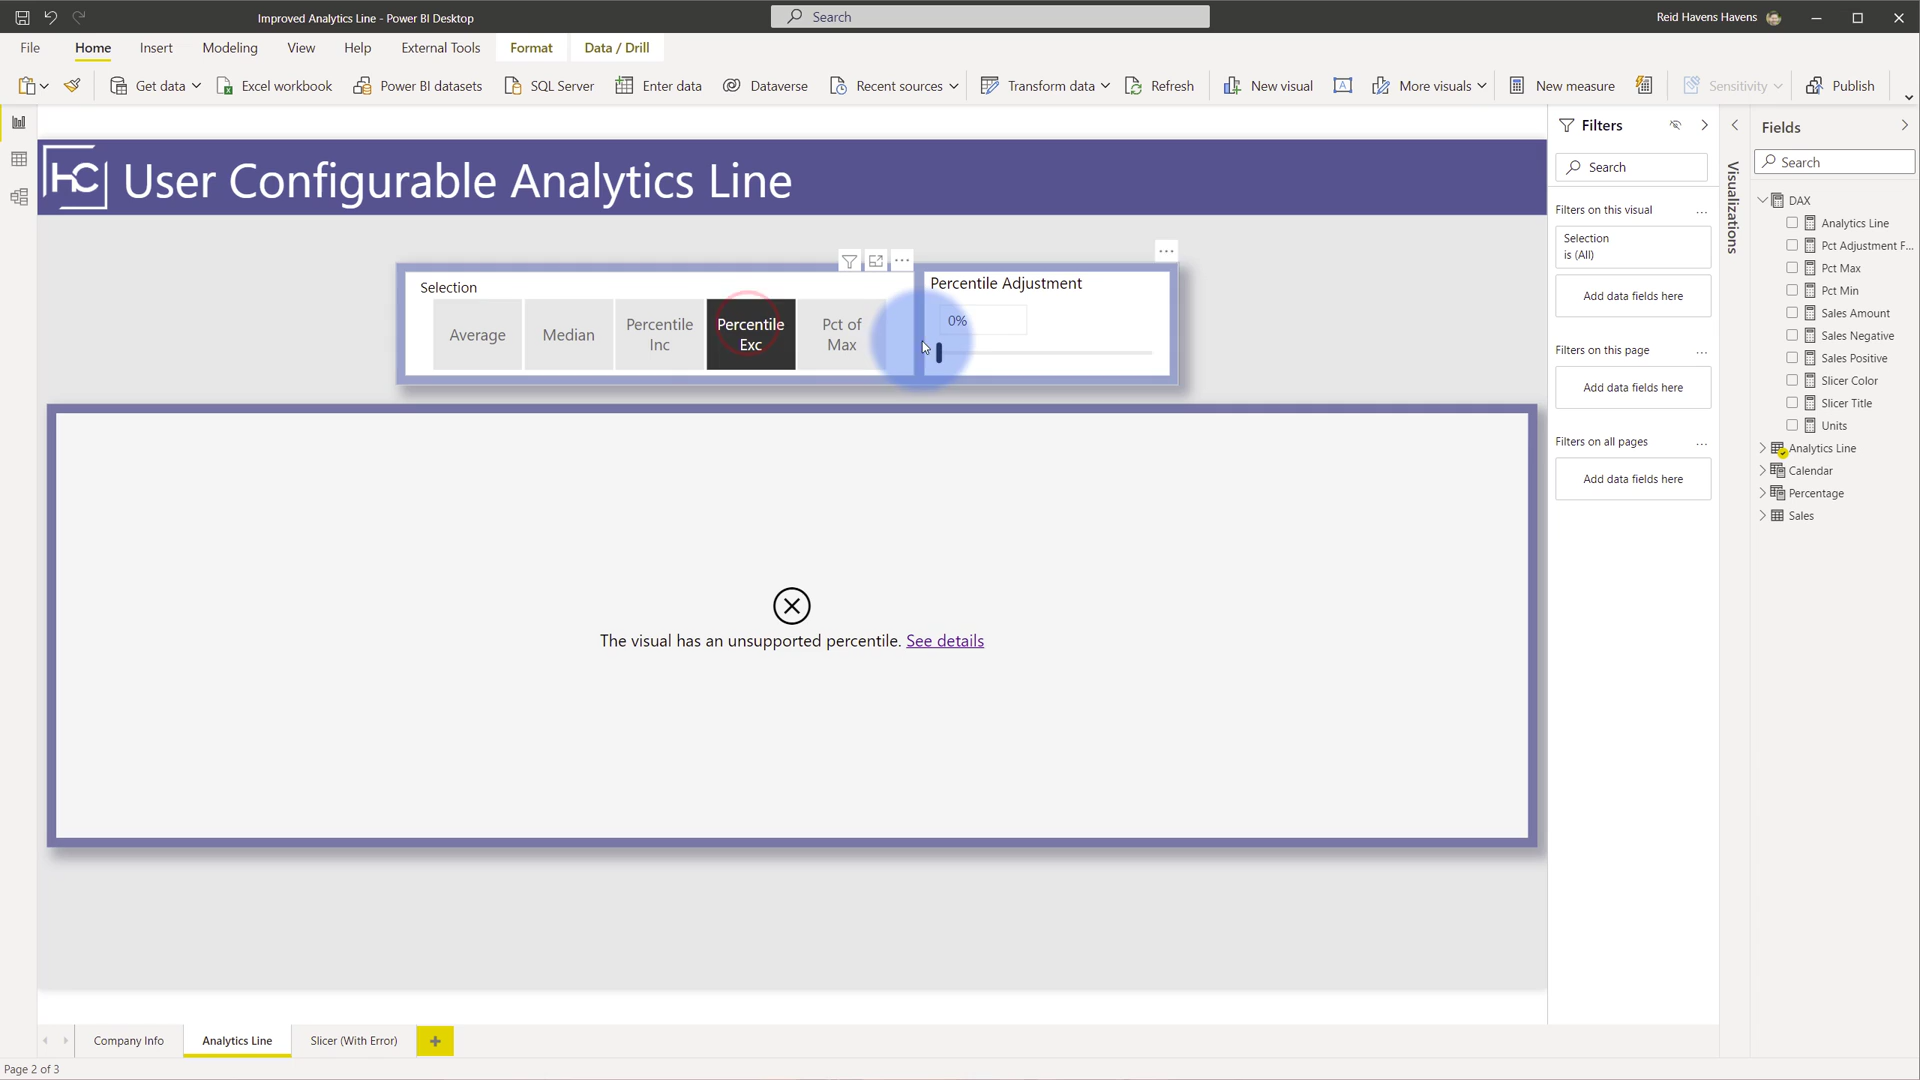 Improved Analytics Line - Power BI Desktop
Search
Reid Havens Havens
File
Home
Insert
Modeling
View
Help
External Tools
Format
Data / Drill
Get data
Excel workbook
Power BI datasets
SQL Server
Enter data
Dataverse
Recent sources
Transform data
Refresh
New visual
More visuals
New measure
Sensitivity
Publish
HC
User Configurable Analytics Line
Selection
Average
Median
Percentile
Inc
Percentile
Exc
Pct of
Max
Percentile Adjustment
0%
The visual has an unsupported percentile. See details
Filters
Search
Filters on this visual
...
Selection
is (All)
Add data fields here
Filters on this page
...
Add data fields here
Filters on all pages
...
Add data fields here
Visualizations
Fields
Search
DAX
Analytics Line
Pct Adjustment F...
Pct Max
Pct Min
Sales Amount
Sales Negative
Sales Positive
Slicer Color
Slicer Title
Units
Analytics Line
Calendar
Percentage
Sales
Company Info
Analytics Line
Slicer (With Error)
Page 2 of 3